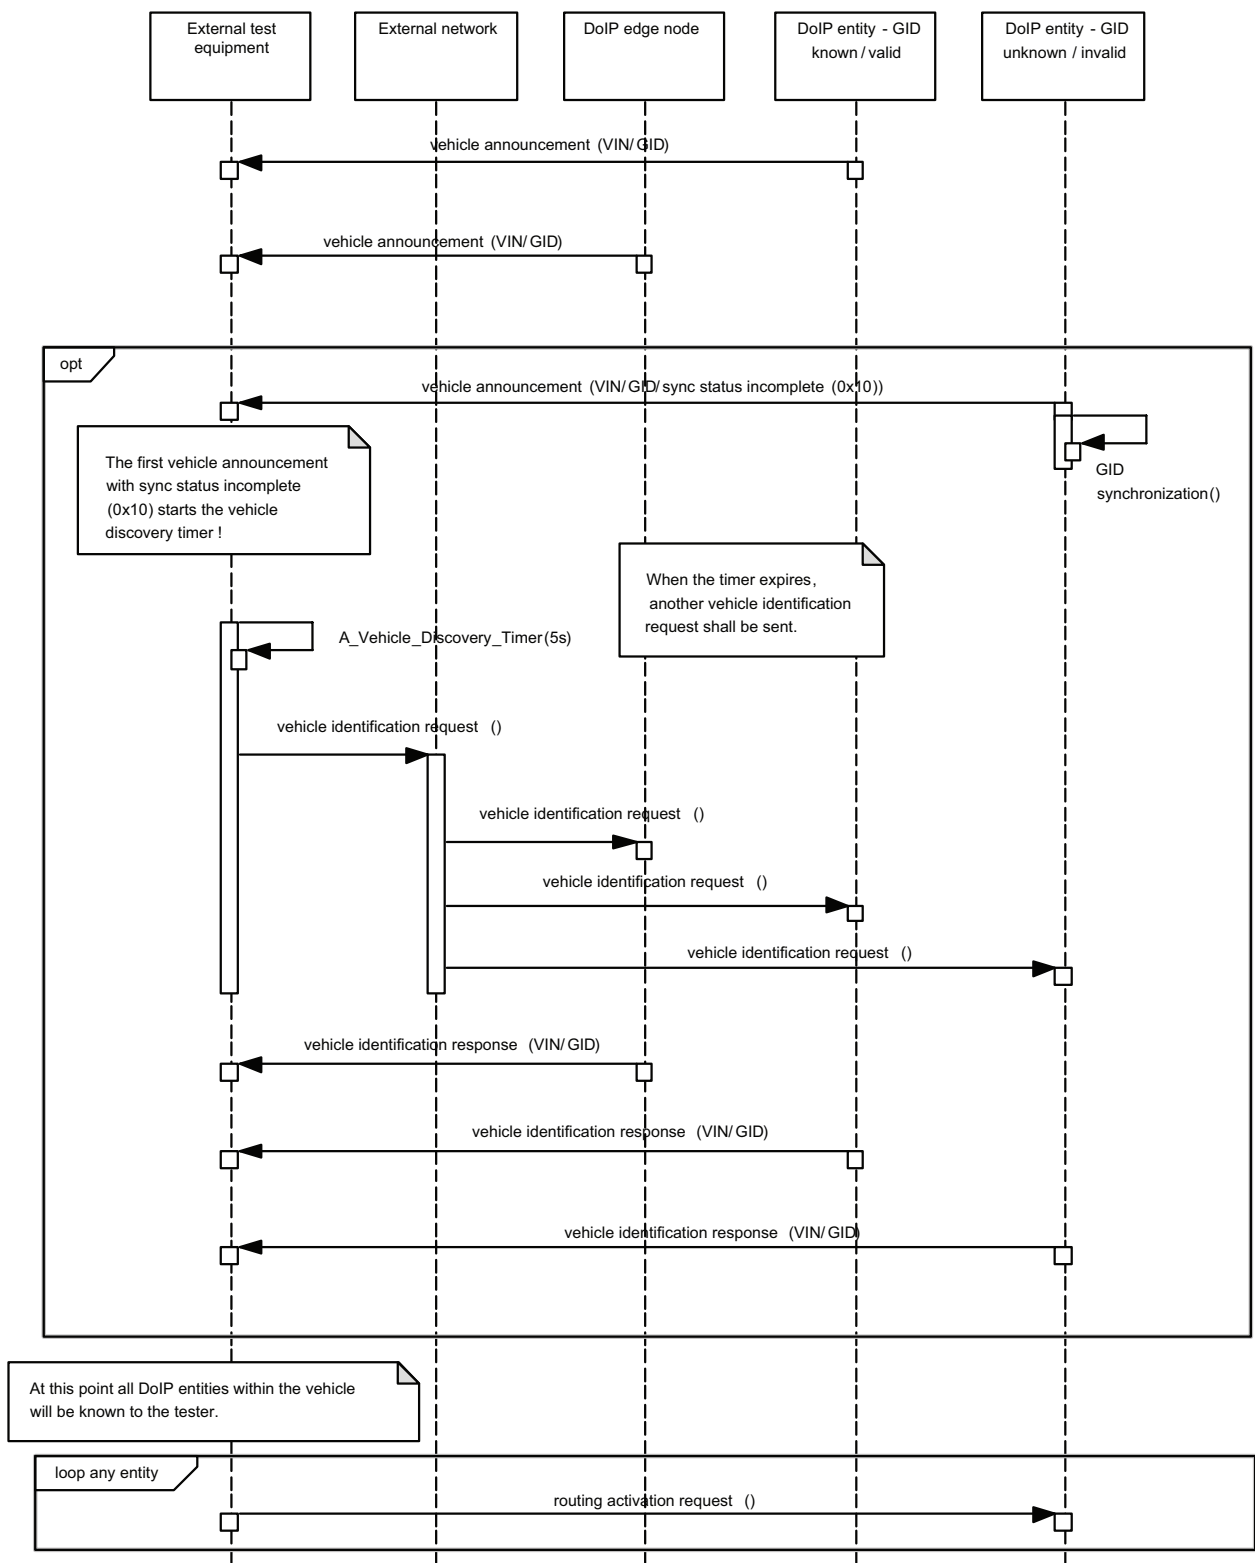 External test
equipment
External network
DoIP edge node
DoIP entity - GID
known / valid
DoIP entity - GID
unknown / invalid
vehicle announcement (VIN/ GID)
vehicle announcement (VIN/ GID)
opt
vehicle announcement (VIN/ GID/ sync status incomplete (0x10))
The first vehicle announcement
with sync status incomplete
(0x10) starts the vehicle
discovery timer !
GID
synchronization()
When the timer expires,
another vehicle identification
request shall be sent.
A_Vehicle_Discovery_Timer(5s)
vehicle identification request ()
vehicle identification request ()
vehicle identification request ()
vehicle identification request ()
vehicle identification response (VIN/ GID)
vehicle identification response (VIN/ GID)
vehicle identification response (VIN/ GID)
At this point all DoIP entities within the vehicle
will be known to the tester.
loop any entity
routing activation request ()